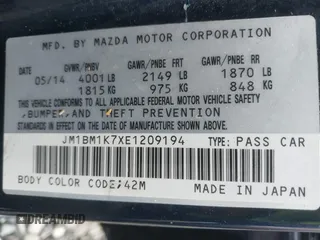 MFD. BY MAZDA MOTOR CORPORATION
DATE GVWR/PNBV GAWR/PNBE FRT GAWR/PNBE RR
05/14 4001 LB 2149 LB 1870 LB
1815 KG 975 KG 848 KG
THIS VEHICLE CONFORMS TO ALL APPLICABLE FEDERAL MOTOR VEHICLE SAFETY,
BUMPER, AND THEFT PREVENTION
STANDARDS IN EFFECT ON THE DATE OF MANUFACTURE SHOWN ABOVE.
JM1BM1K7XE1209194 TYPE: PASS CAR
BODY COLOR CODE: 42M MADE IN JAPAN